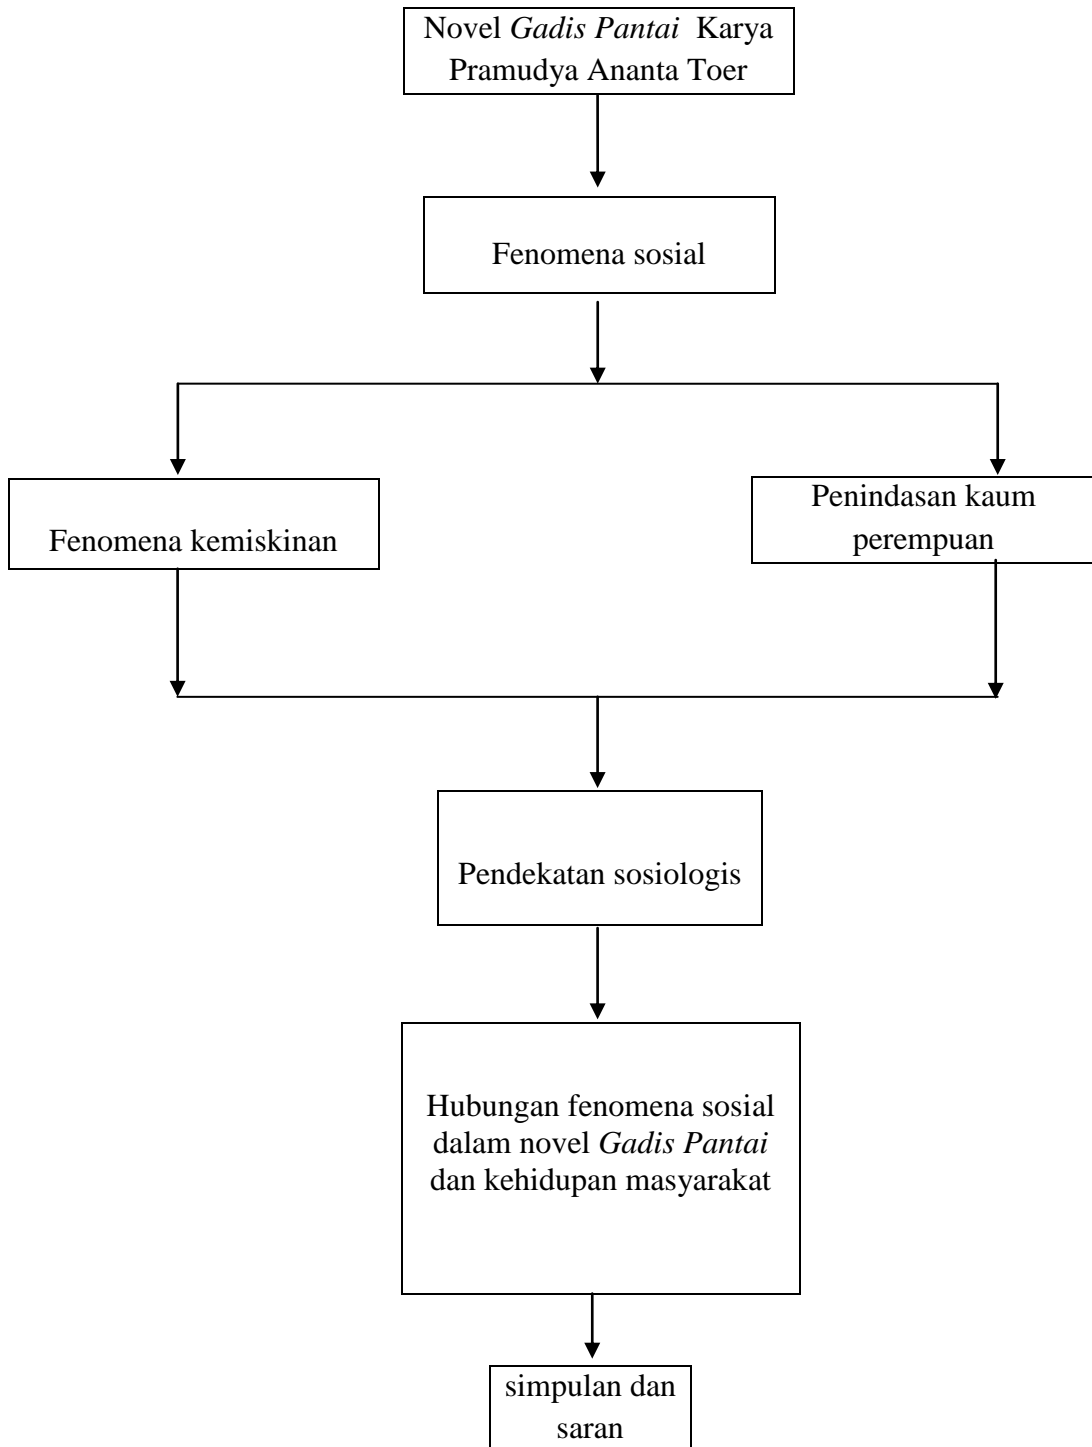 Novel Gadis Pantai Karya
Pramudya Ananta Toer
Fenomena sosial
Fenomena kemiskinan
Penindasan kaum
perempuan
Pendekatan sosiologis
Hubungan fenomena sosial
dalam novel Gadis Pantai
dan kehidupan masyarakat
simpulan dan
saran